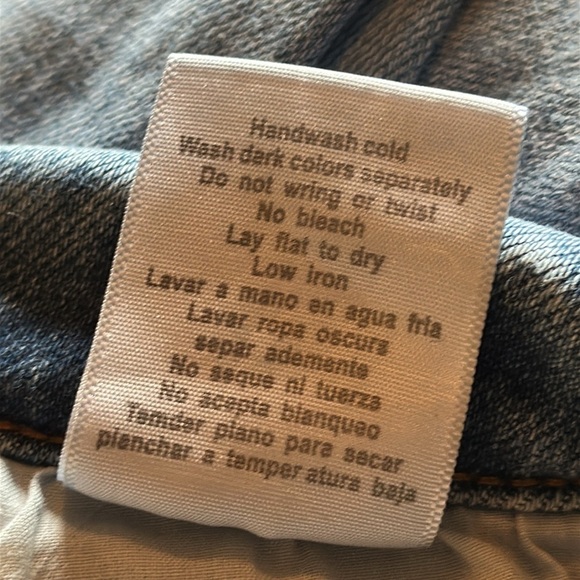 Handwash cold
Wash dark colors separately
Do not wring or twist
No bleach
Lay flat to dry
Low iron
Lavar a mano en agua fria
Lavar ropa oscura
separ ademente
No seque ni tuerza
No acepta blanqueo
Temder plano para secar
planchar a temper atura baja